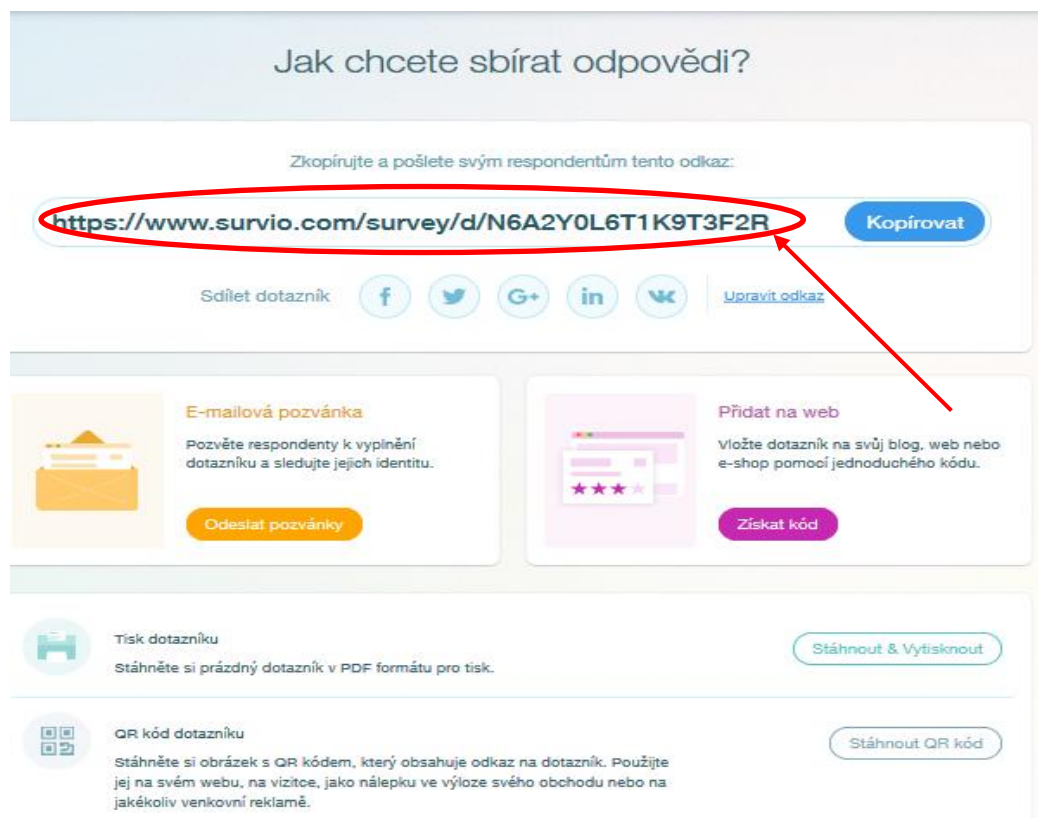 Jak chcete sbírat odpovědi?
Zkopírujte a pošlete svým respondentům tento odkaz:
https://www.survio.com/survey/d/N6A2Y0L6T1K9T3F2R
Kopírovat
Sdílet dotazník
f
G+
in
Upravit odkaz
E-mailová pozvánka
Pozvěte respondenty k vyplnění
dotazníku a sledujte jejich identitu.
Odeslat pozvánky
Přidat na web
Vložte dotazník na svůj blog, web nebo
e-shop pomocí jednoduchého kódu.
Získat kód
Tisk dotazníku
Stáhněte si prázdný dotazník v PDF formátu pro tisk.
Stáhnout & Vytisknout
QR kód dotazníku
Stáhněte si obrázek s QR kódem, který obsahuje odkaz na dotazník. Použijte
jej na svém webu, na vizitce, jako nálepku ve výloze svého obchodu nebo na
jakékoliv venkovní reklamě.
Stáhnout QR kód